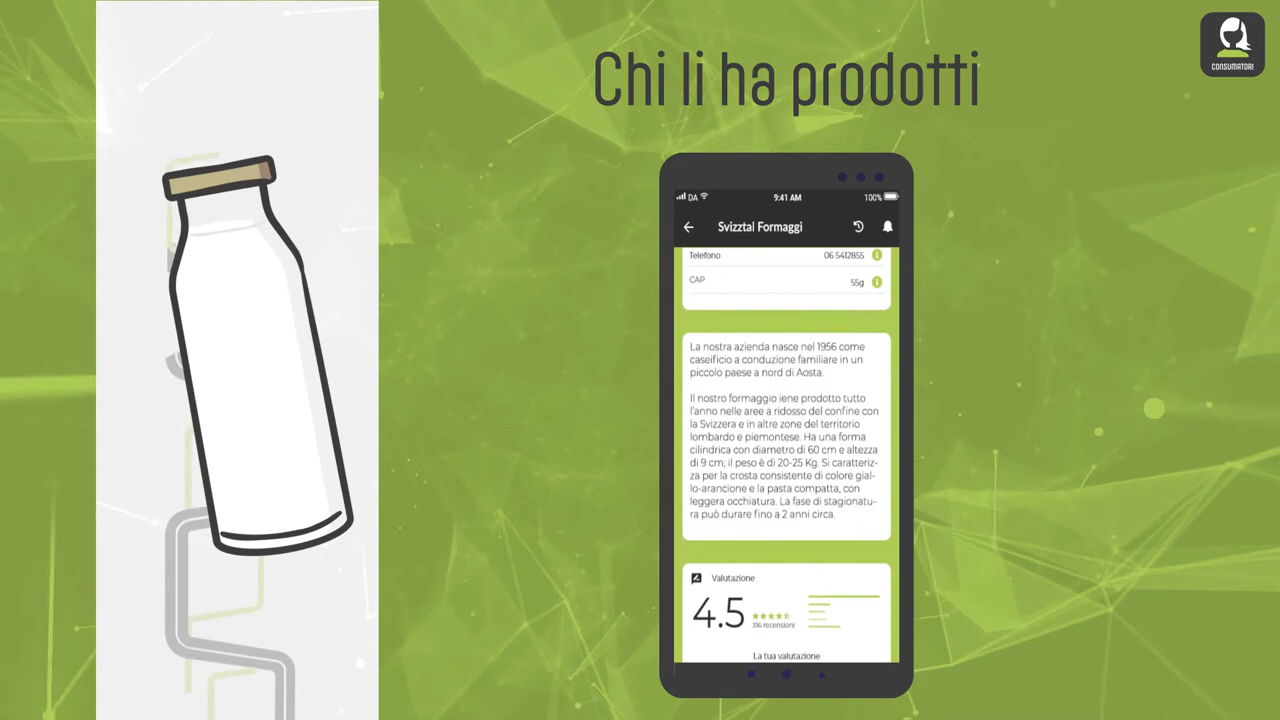 Chi li ha prodotti
CONSUMATORI
DA
9:41 AM
100%
Svizztal Formaggi
Telefono
06 5412855
CAP
55g
La nostra azienda nasce nel 1956 come
caseificio a conduzione familiare in un
piccolo paese a nord di Aosta.
Il nostro formaggio iene prodotto tutto
l'anno nelle aree a ridosso del confine con
la Svizzera e in altre zone del territorio
lombardo e piemontese. Ha una forma
cilindrica con diametro di 60 cm e altezza
di 9 cm; il peso è di 20-25 Kg. Si caratteriz-
za per la crosta consistente di colore gial-
lo-arancione e la pasta compatta, con
leggera occhiatura. La fase di stagionatu-
ra può durare fino a 2 anni circa.
Valutazione
4.5
316 recensioni
La tua valutazione